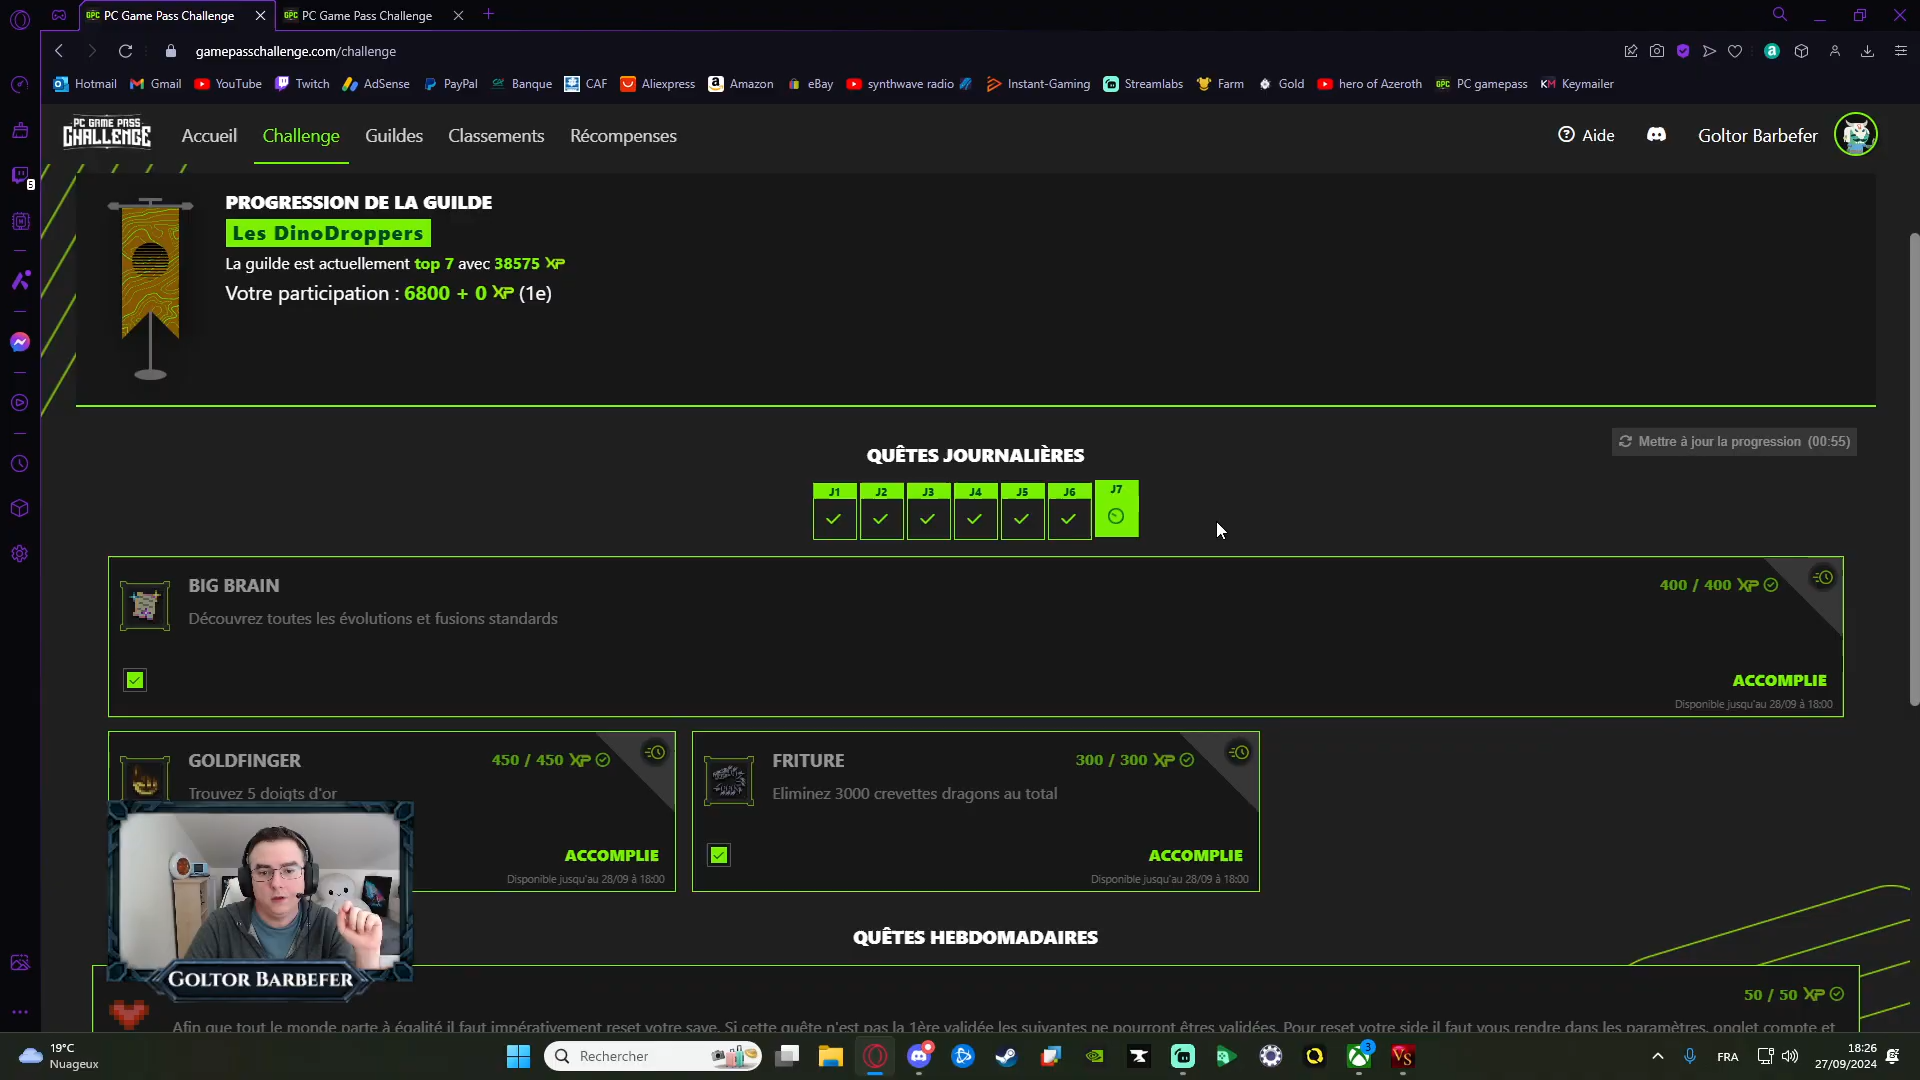 PC Game Pass Challenge
PC Game Pass Challenge
gamepasschallenge.com/challenge
Hotmail Gmail YouTube Twitch AdSense PayPal Banque CAF Aliexpress Amazon eBay synthwave radio Instant-Gaming Streamlabs Farm Gold hero of Azeroth PC gamepass Keymailer
PC GAME PASS
CHALLENGE
Accueil Challenge Guildes Classements Récompenses Aide Goltor Barbefer
5
PROGRESSION DE LA GUILDE
Les DinoDroppers
La guilde est actuellement top 7 avec 38575 XP
Votre participation : 6800 + 0 XP (1e)
Mettre à jour la progression (00:55)
QUÊTES JOURNALIÈRES
J1 J2 J3 J4 J5 J6 J7
BIG BRAIN
400 / 400 XP
Découvrez toutes les évolutions et fusions standards
ACCOMPLIE
Disponible jusqu'au 28/09 à 18:00
GOLDFINGER
450 / 450 XP
Trouvez 5 doigts d'or
ACCOMPLIE
Disponible jusqu'au 28/09 à 18:00
FRITURE
300 / 300 XP
Eliminez 3000 crevettes dragons au total
ACCOMPLIE
Disponible jusqu'au 28/09 à 18:00
QUÊTES HEBDOMADAIRES
50 / 50 XP
Afin que tout le monde parte à égalité il faut impérativement reset votre save. Si cette quête n'est pas la 1ère validée les suivantes ne pourront êtres validées. Pour reset votre side il faut vous rendre dans les paramètres, onglet compte et
GOLTOR BARBEFER
19°C
Nuageux
Rechercher
3
VS
FRA
18:26
27/09/2024